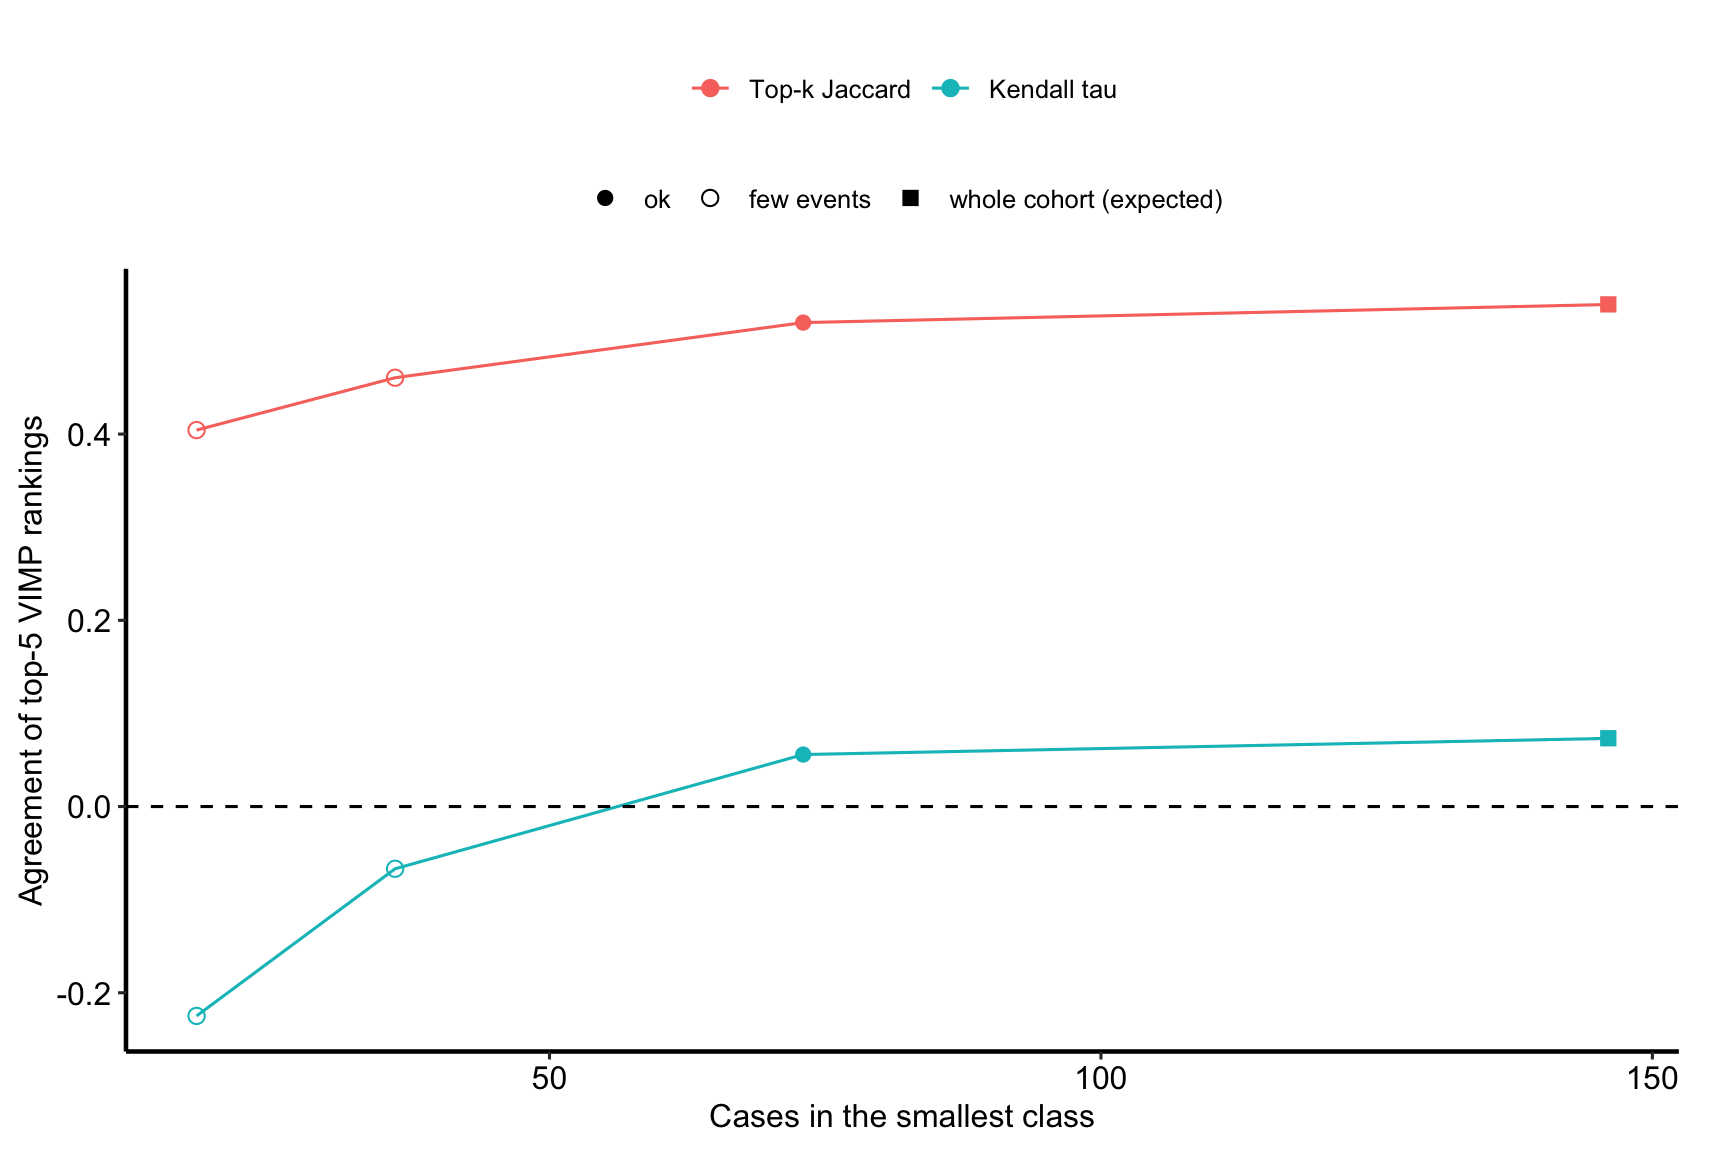 Top-k Jaccard Kendall tau
ok few events whole cohort (expected)
Agreement of top-5 VIMP rankings
0.4
0.2
0.0
-0.2
50 100 150
Cases in the smallest class